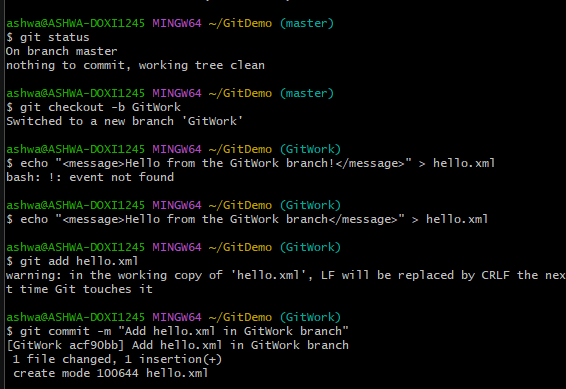 ashwa@ASHWA-DOXI1245 MINGW64 ~/GitDemo (master)
$ git status
On branch master
nothing to commit, working tree clean
ashwa@ASHWA-DOXI1245 MINGW64 ~/GitDemo (master)
$ git checkout -b GitWork
Switched to a new branch 'GitWork'
ashwa@ASHWA-DOXI1245 MINGW64 ~/GitDemo (GitWork)
$ echo "<message>Hello from the GitWork branch!</message>" > hello.xml
bash: !: event not found
ashwa@ASHWA-DOXI1245 MINGW64 ~/GitDemo (GitWork)
$ echo "<message>Hello from the GitWork branch</message>" > hello.xml
ashwa@ASHWA-DOXI1245 MINGW64 ~/GitDemo (GitWork)
$ git add hello.xml
warning: in the working copy of 'hello.xml', LF will be replaced by CRLF the nex
t time Git touches it
ashwa@ASHWA-DOXI1245 MINGW64 ~/GitDemo (GitWork)
$ git commit -m "Add hello.xml in GitWork branch"
[GitWork acf90bb] Add hello.xml in GitWork branch
 1 file changed, 1 insertion(+)
 create mode 100644 hello.xml